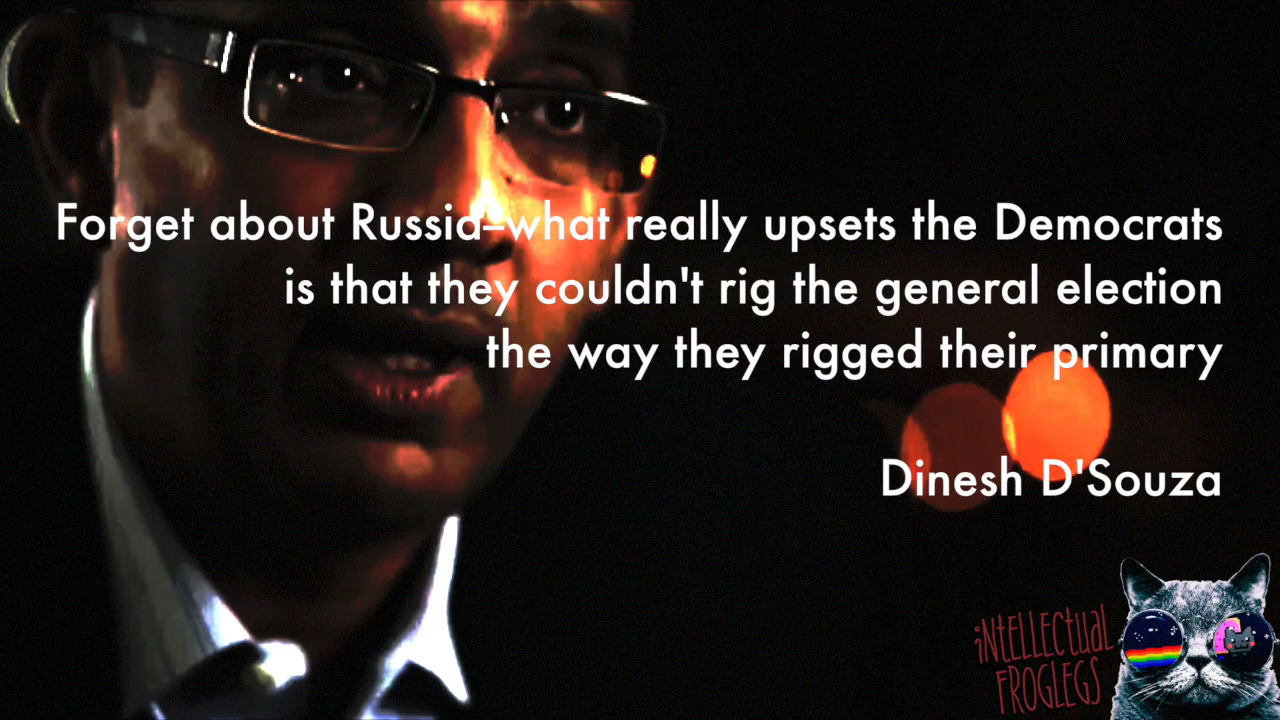 Forget about Russia–what really upsets the Democrats
is that they couldn't rig the general election
the way they rigged their primary
Dinesh D'Souza
iNtELLEctuaL
FROGLEGS